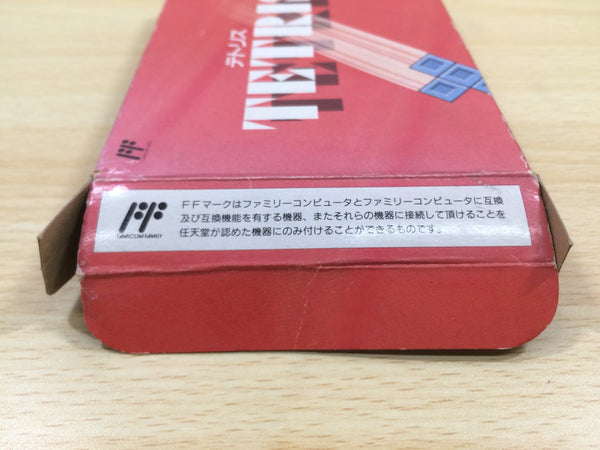 テトリス
TETRIS
FF
FF
FAMICOM FAMILY
FFマークはファミリーコンピュータとファミリーコンピュータに互換
及び互換機能を有する機器、またそれらの機器に接続して頂けることを
任天堂が認めた機器にのみ付けることができるものです。